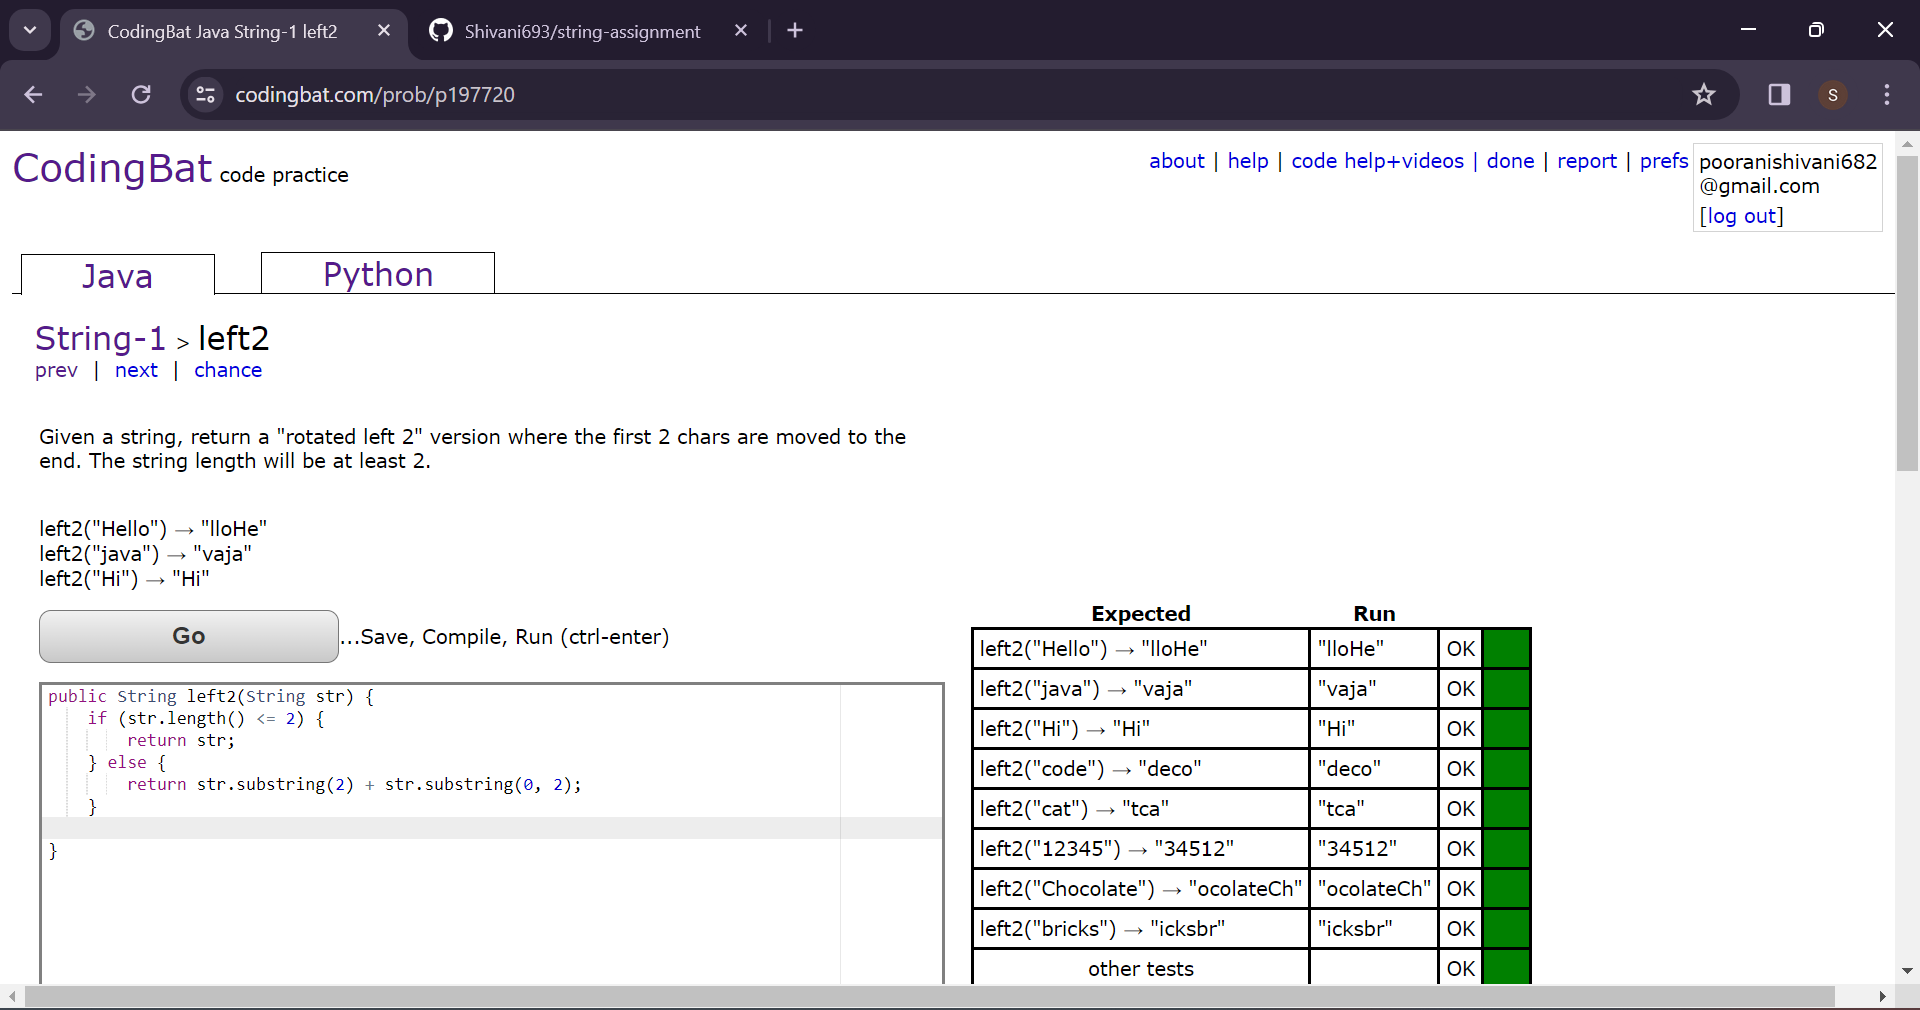 CodingBat Java String-1 left2
Shivani693/string-assignment
codingbat.com/prob/p197720
S
CodingBat code practice
about | help | code help+videos | done | report | prefs
pooranishivani682
@gmail.com
[log out]
Java
Python
String-1 > left2
prev | next | chance
Given a string, return a "rotated left 2" version where the first 2 chars are moved to the
end. The string length will be at least 2.
left2("Hello") → "lloHe"
left2("java") → "vaja"
left2("Hi") → "Hi"
Go ...Save, Compile, Run (ctrl-enter)
public String left2(String str) {
    if (str.length() <= 2) {
        return str;
    } else {
        return str.substring(2) + str.substring(0, 2);
    }
}
Expected Run
left2("Hello") → "lloHe" "lloHe" OK
left2("java") → "vaja" "vaja" OK
left2("Hi") → "Hi" "Hi" OK
left2("code") → "deco" "deco" OK
left2("cat") → "tca" "tca" OK
left2("12345") → "34512" "34512" OK
left2("Chocolate") → "ocolateCh" "ocolateCh" OK
left2("bricks") → "icksbr" "icksbr" OK
other tests OK